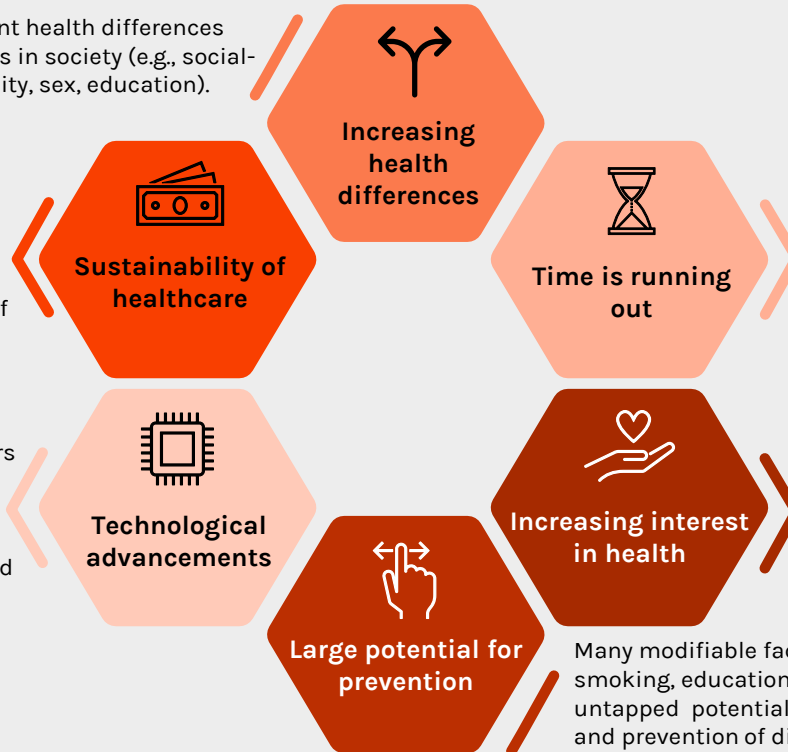 nt health differences
s in society (e.g., social-
ity, sex, education).
Increasing
health
differences
Sustainability of
healthcare
f
Time is running
out
rs
d
Technological
advancements
Increasing interest
in health
Large potential for
prevention
Many modifiable fac
smoking, education
untapped potential
and prevention of di